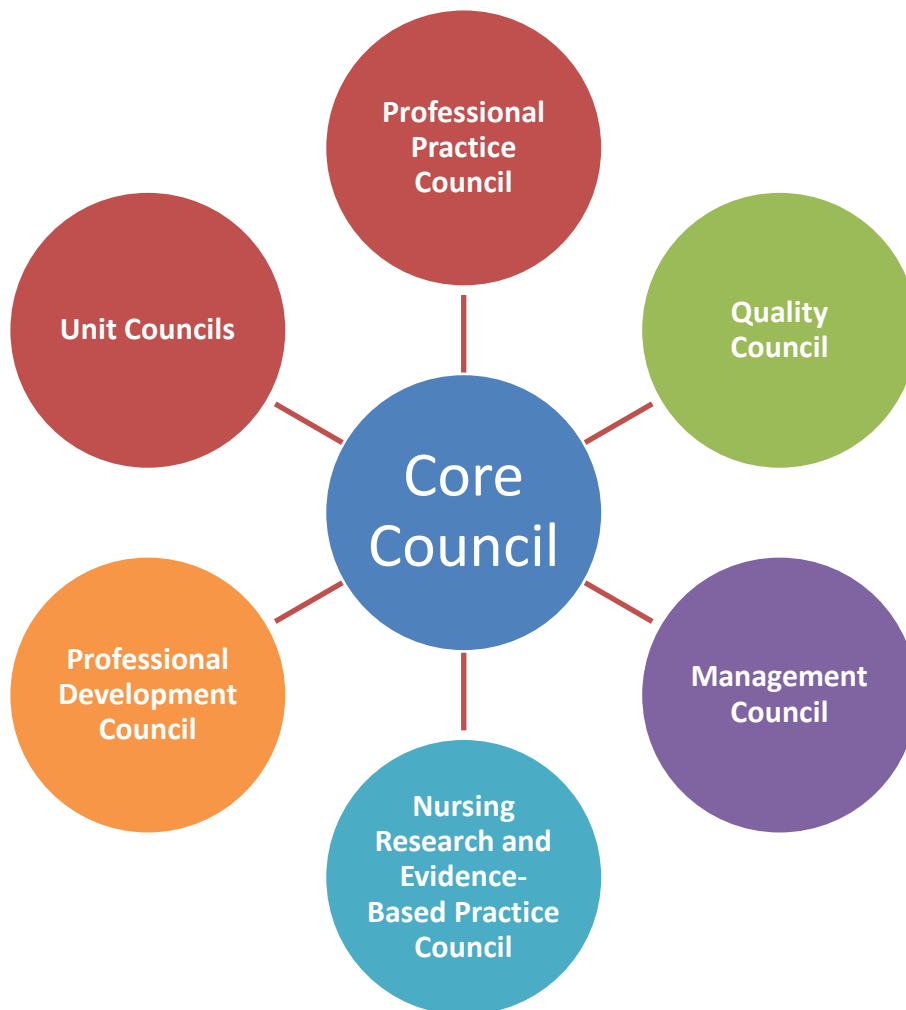 Professional
Practice
Council
Unit Councils
Quality
Council
Core
Council
Professional
Development
Council
Management
Council
Nursing
Research and
Evidence-
Based Practice
Council